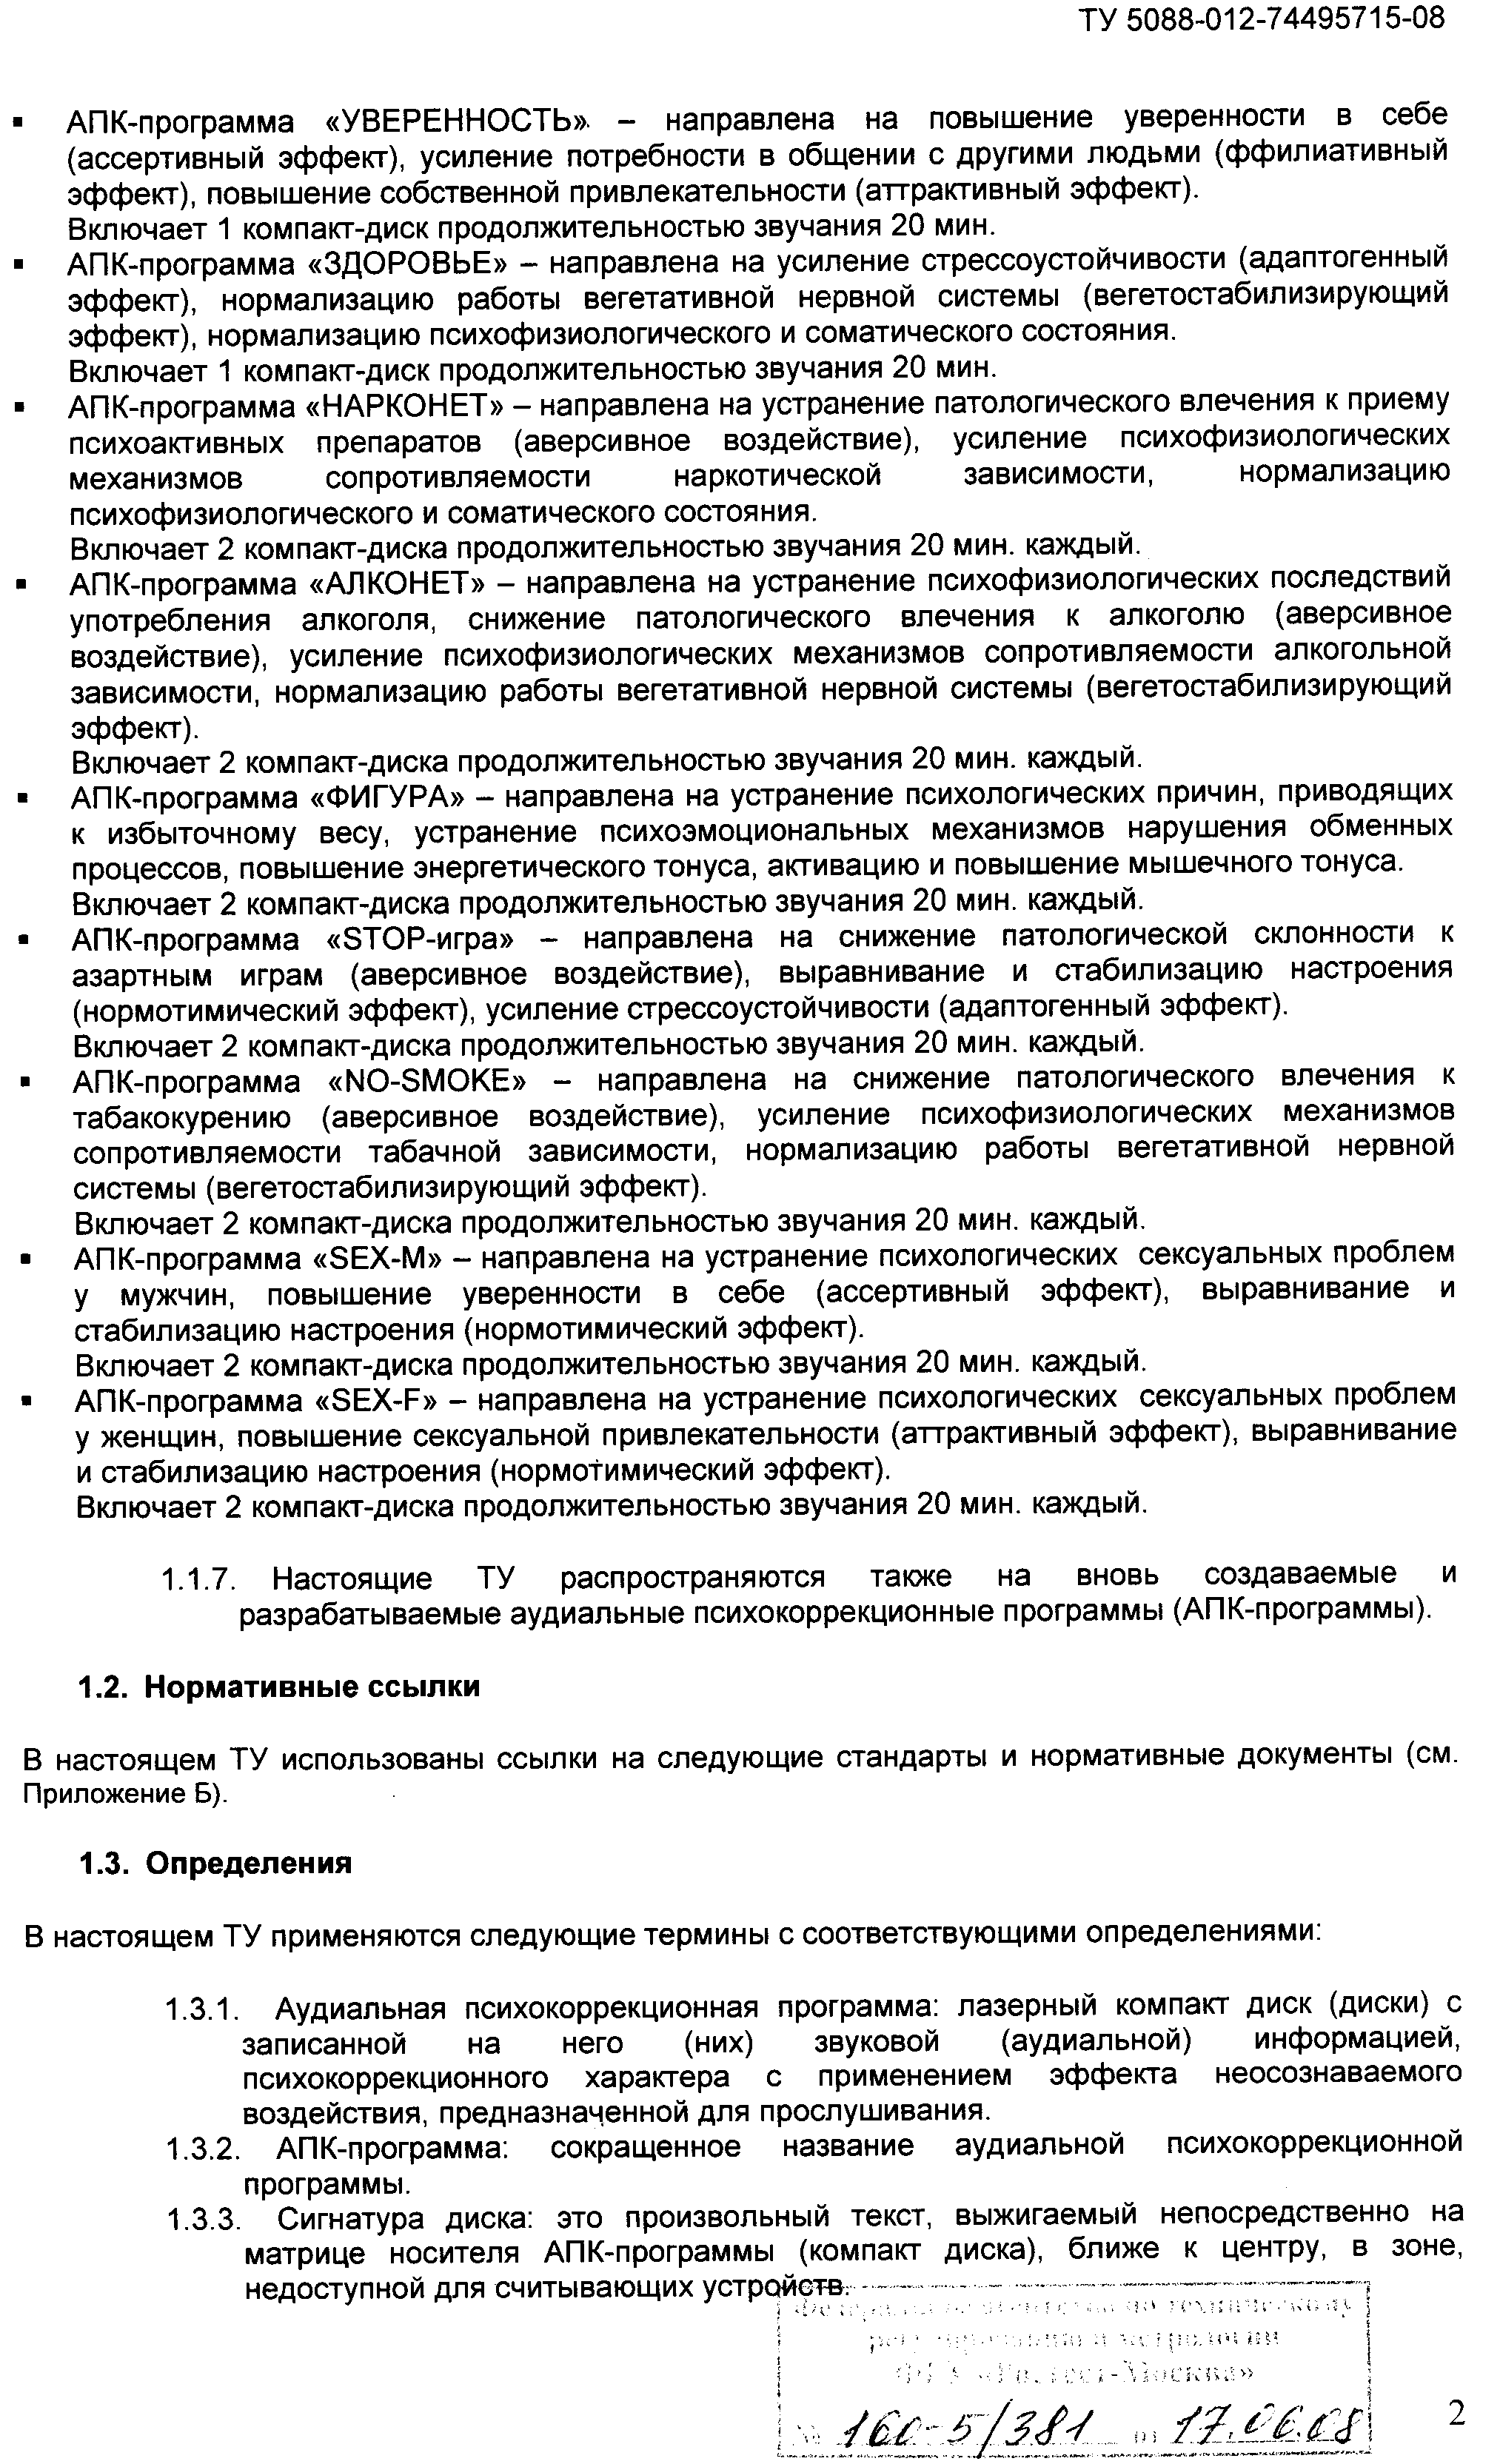 ТУ 5088-012-74495715-08
▪ АПК-программа «УВЕРЕННОСТЬ» – направлена на повышение уверенности в себе
(ассертивный эффект), усиление потребности в общении с другими людьми (ффилиативный
эффект), повышение собственной привлекательности (аттрактивный эффект).
Включает 1 компакт-диск продолжительностью звучания 20 мин.
▪ АПК-программа «ЗДОРОВЬЕ» – направлена на усиление стрессоустойчивости (адаптогенный
эффект), нормализацию работы вегетативной нервной системы (вегетостабилизирующий
эффект), нормализацию психофизиологического и соматического состояния.
Включает 1 компакт-диск продолжительностью звучания 20 мин.
▪ АПК-программа «НАРКОНЕТ» – направлена на устранение патологического влечения к приему
психоактивных препаратов (аверсивное воздействие), усиление психофизиологических
механизмов сопротивляемости наркотической зависимости, нормализацию
психофизиологического и соматического состояния.
Включает 2 компакт-диска продолжительностью звучания 20 мин. каждый.
▪ АПК-программа «АЛКОНЕТ» – направлена на устранение психофизиологических последствий
употребления алкоголя, снижение патологического влечения к алкоголю (аверсивное
воздействие), усиление психофизиологических механизмов сопротивляемости алкогольной
зависимости, нормализацию работы вегетативной нервной системы (вегетостабилизирующий
эффект).
Включает 2 компакт-диска продолжительностью звучания 20 мин. каждый.
▪ АПК-программа «ФИГУРА» – направлена на устранение психологических причин, приводящих
к избыточному весу, устранение психоэмоциональных механизмов нарушения обменных
процессов, повышение энергетического тонуса, активацию и повышение мышечного тонуса.
Включает 2 компакт-диска продолжительностью звучания 20 мин. каждый.
▪ АПК-программа «STOP-игра» – направлена на снижение патологической склонности к
азартным играм (аверсивное воздействие), выравнивание и стабилизацию настроения
(нормотимический эффект), усиление стрессоустойчивости (адаптогенный эффект).
Включает 2 компакт-диска продолжительностью звучания 20 мин. каждый.
▪ АПК-программа «NO-SMOKE» – направлена на снижение патологического влечения к
табакокурению (аверсивное воздействие), усиление психофизиологических механизмов
сопротивляемости табачной зависимости, нормализацию работы вегетативной нервной
системы (вегетостабилизирующий эффект).
Включает 2 компакт-диска продолжительностью звучания 20 мин. каждый.
▪ АПК-программа «SEX-M» – направлена на устранение психологических сексуальных проблем
у мужчин, повышение уверенности в себе (ассертивный эффект), выравнивание и
стабилизацию настроения (нормотимический эффект).
Включает 2 компакт-диска продолжительностью звучания 20 мин. каждый.
▪ АПК-программа «SEX-F» – направлена на устранение психологических сексуальных проблем
у женщин, повышение сексуальной привлекательности (аттрактивный эффект), выравнивание
и стабилизацию настроения (нормотимический эффект).
Включает 2 компакт-диска продолжительностью звучания 20 мин. каждый.
1.1.7. Настоящие ТУ распространяются также на вновь создаваемые и
разрабатываемые аудиальные психокоррекционные программы (АПК-программы).
1.2. Нормативные ссылки
В настоящем ТУ использованы ссылки на следующие стандарты и нормативные документы (см.
Приложение Б).
1.3. Определения
В настоящем ТУ применяются следующие термины с соответствующими определениями:
1.3.1. Аудиальная психокоррекционная программа: лазерный компакт диск (диски) с
записанной на него (них) звуковой (аудиальной) информацией,
психокоррекционного характера с применением эффекта неосознаваемого
воздействия, предназначенной для прослушивания.
1.3.2. АПК-программа: сокращенное название аудиальной психокоррекционной
программы.
1.3.3. Сигнатура диска: это произвольный текст, выжигаемый непосредственно на
матрице носителя АПК-программы (компакт диска), ближе к центру, в зоне,
недоступной для считывающих устройств.
Федеральное агентство по техническому
регулированию и метрологии
ФГУ «Ростест-Москва»
№ 160-5/381 от 17.06.08
2